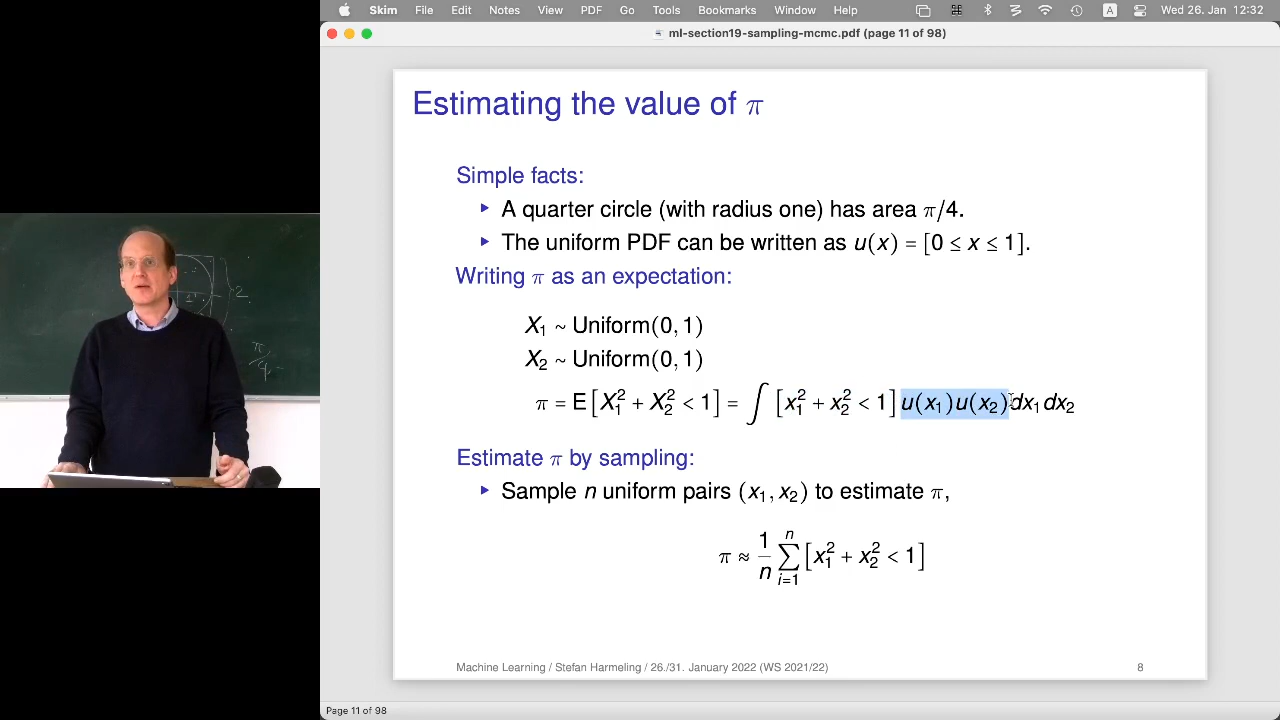 Skim File Edit Notes View PDF Go Tools Bookmarks Window Help A Wed 26. Jan 12:32
ml-section19-sampling-mcmc.pdf (page 11 of 98)
Estimating the value of π
Simple facts:
▶ A quarter circle (with radius one) has area π/4.
▶ The uniform PDF can be written as u(x) = [0 ≤ x ≤ 1].
Writing π as an expectation:
X₁ ~ Uniform(0, 1)
X₂ ~ Uniform(0, 1)
π = E[X₁² + X₂² < 1] = ∫ [x₁² + x₂² < 1] u(x₁)u(x₂)dx₁dx₂
Estimate π by sampling:
▶ Sample n uniform pairs (x₁, x₂) to estimate π,
π ≈ 1/n ∑ᵢ₌₁ⁿ [x₁² + x₂² < 1]
Machine Learning / Stefan Harmeling / 26./31. January 2022 (WS 2021/22) 8
Page 11 of 98
2
π/4